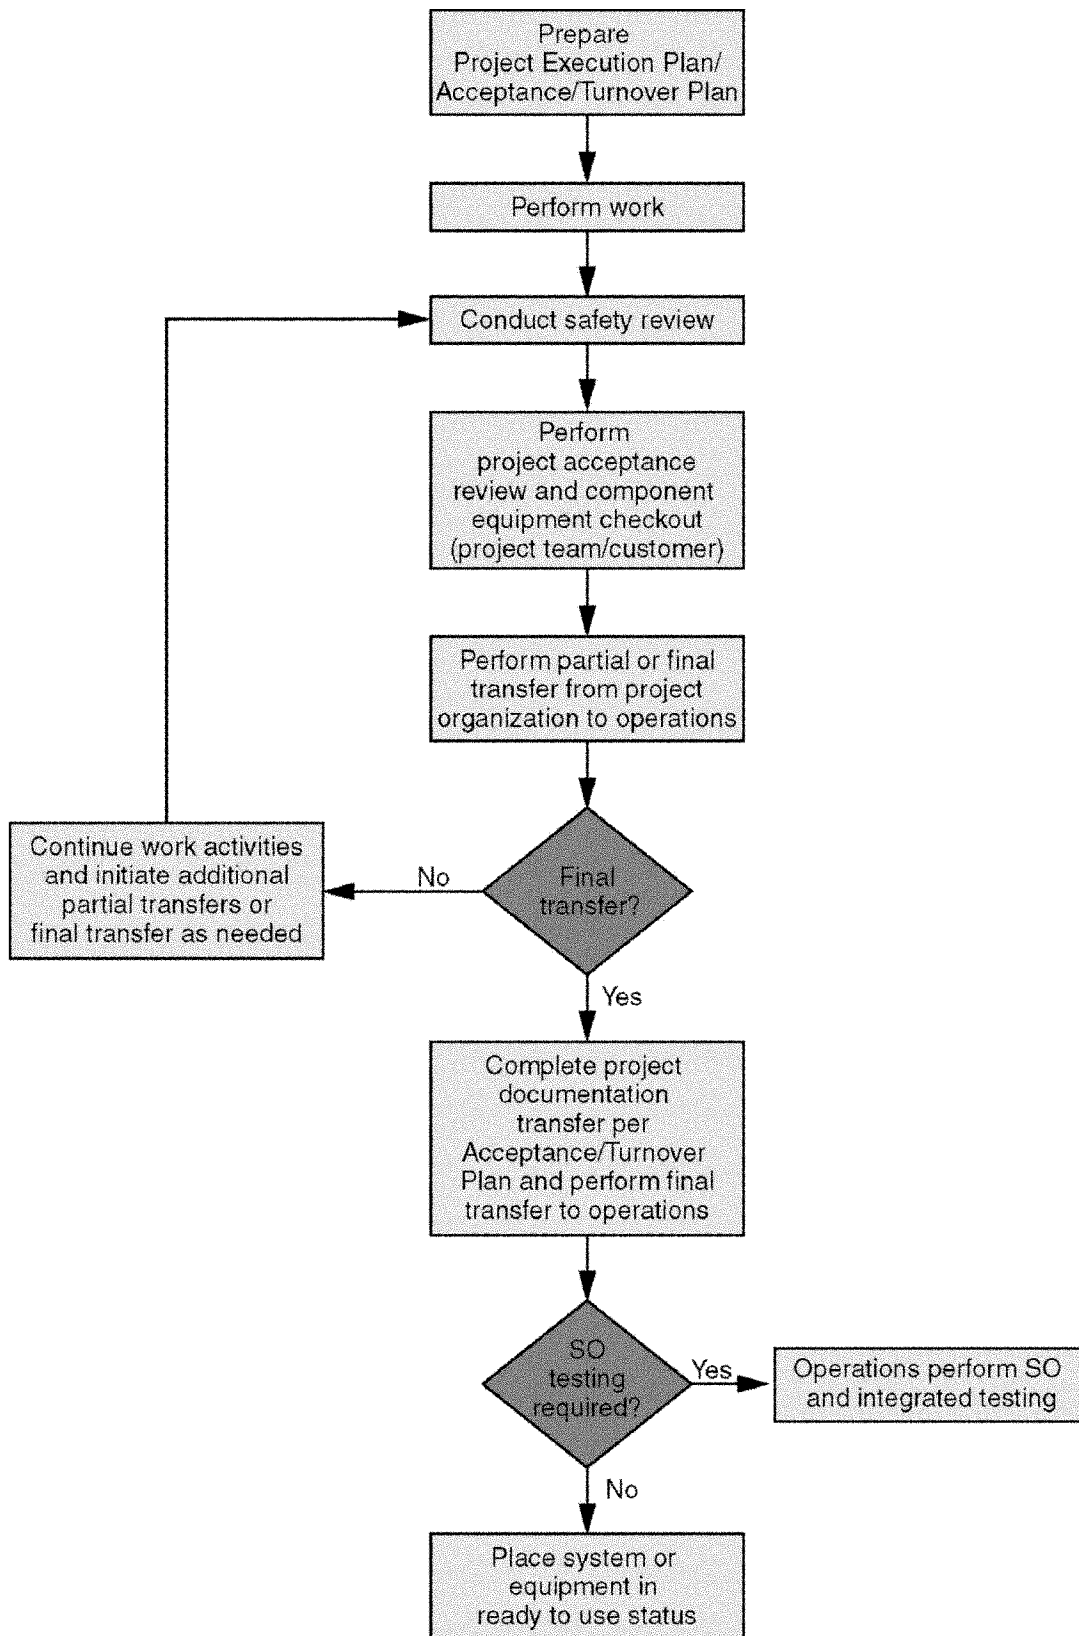 Prepare
Project Execution Plan/
Acceptance/Turnover Plan
Perform work
Conduct safety review
Perform
project acceptance
review and component
equipment checkout
(project team/customer)
Perform partial or final
transfer from project
organization to operations
Final
transfer?
No
Continue work activities
and initiate additional
partial transfers or
final transfer as needed
Yes
Complete project
documentation
transfer per
Acceptance/Turnover
Plan and perform final
transfer to operations
SO
testing
required?
Yes
Operations perform SO
and integrated testing
No
Place system or
equipment in
ready to use status